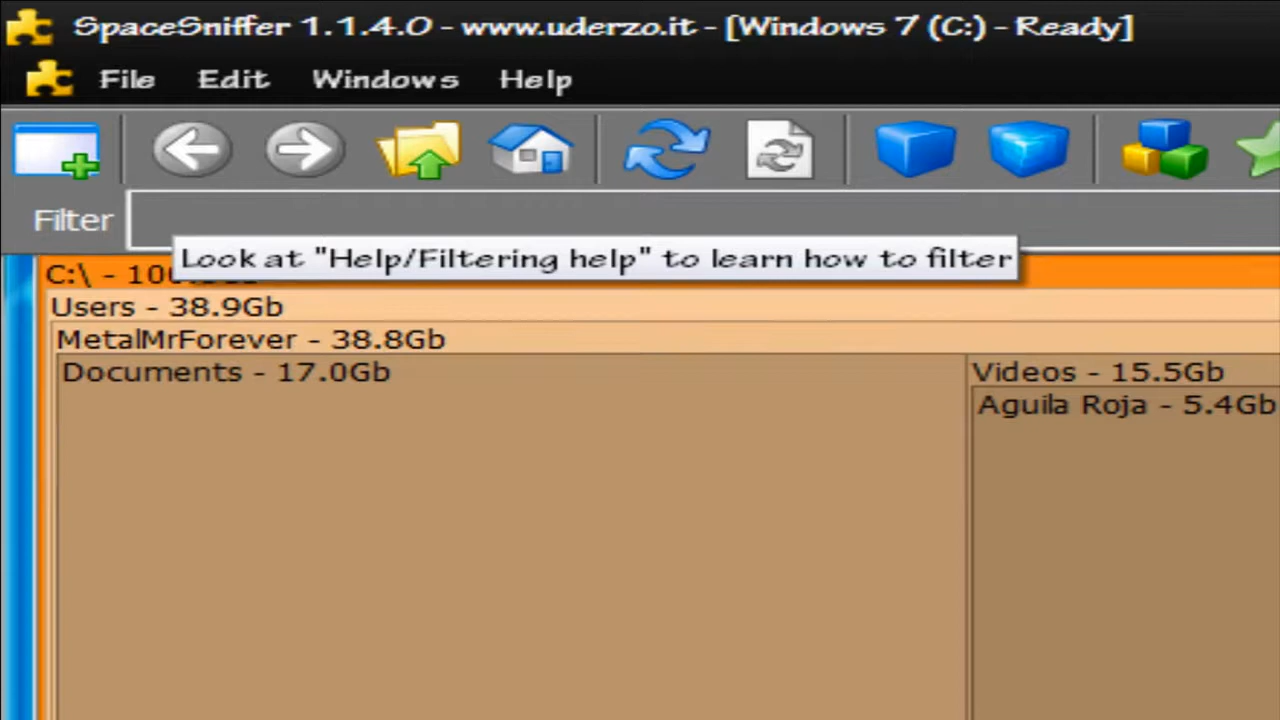 SpaceSniffer 1.1.4.0 - www.uderzo.it - [Windows 7 (C:) - Ready]
File Edit Windows Help
Filter
Look at "Help/Filtering help" to learn how to filter
C:\ -
Users - 38.9Gb
MetalMrForever - 38.8Gb
Documents - 17.0Gb
Videos - 15.5Gb
Aguila Roja - 5.4Gb